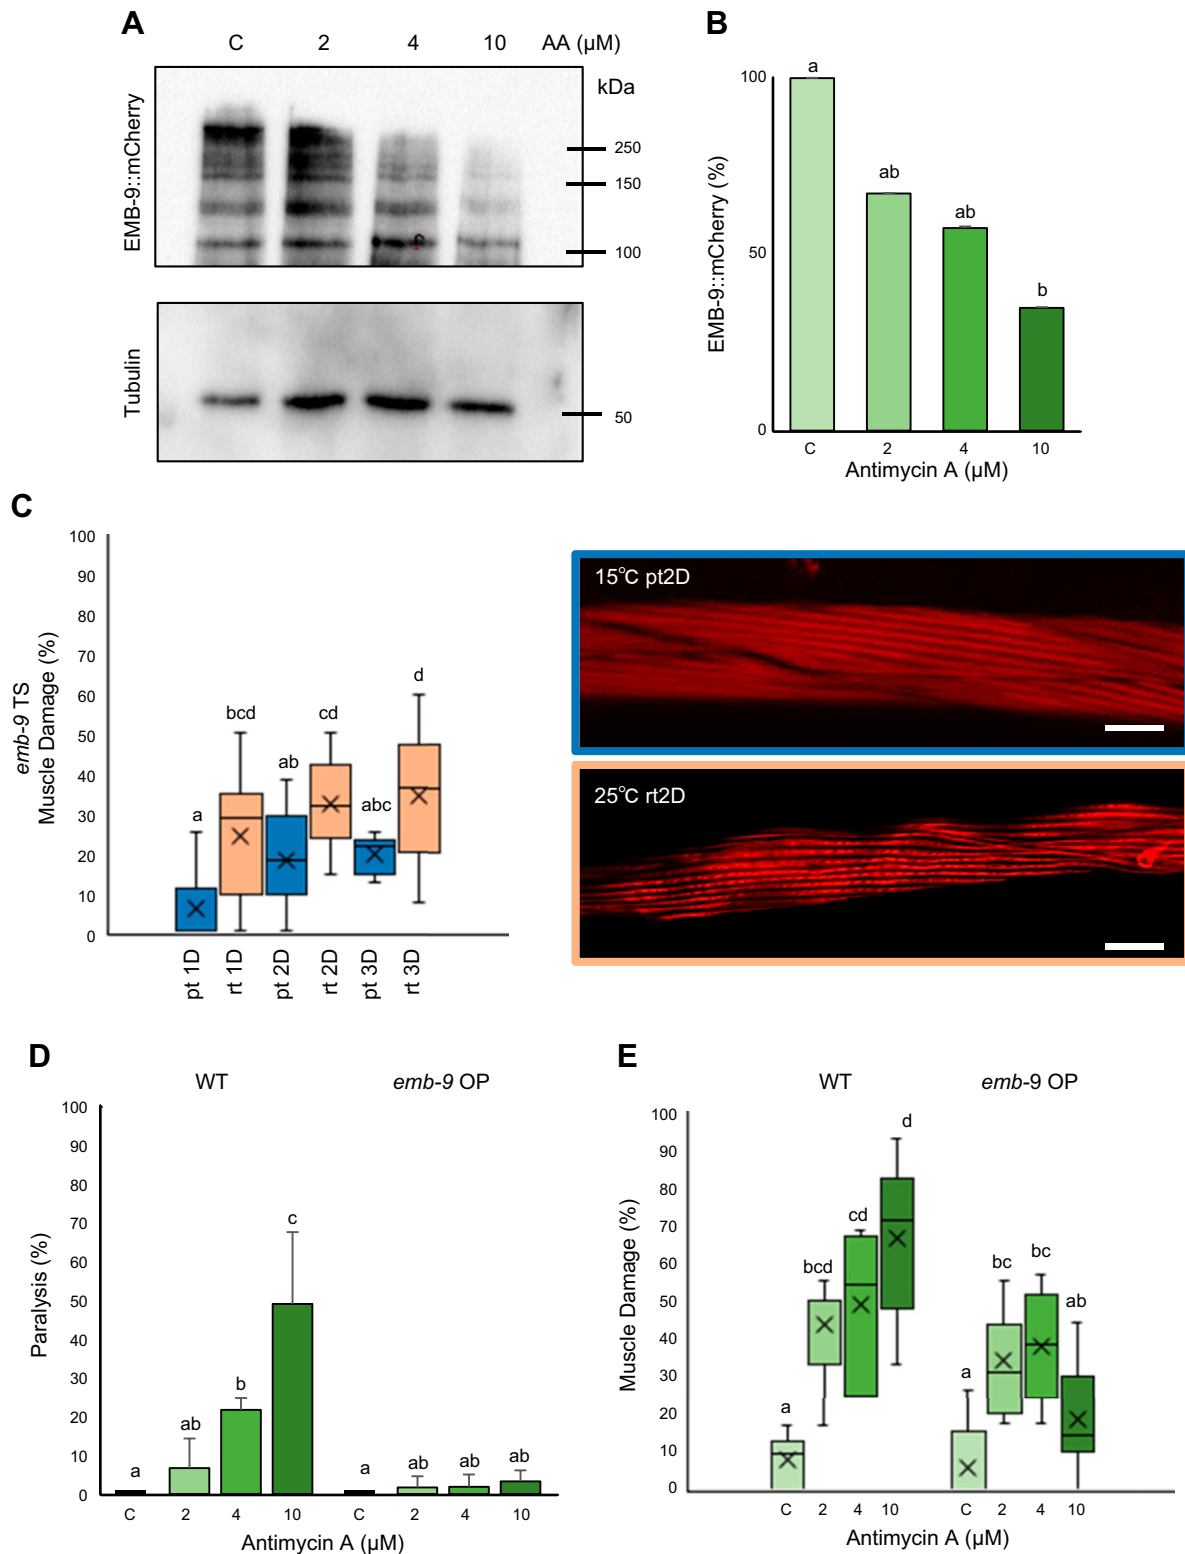 A
C 2 4 10 AA (µM)
kDa
EMB-9::mCherry
250
150
100
Tubulin
50
B
EMB-9::mCherry (%)
100
50
0
a
ab
ab
b
C 2 4 10
Antimycin A (µM)
C
emb-9 TS
Muscle Damage (%)
100
90
80
70
60
50
40
30
20
10
0
a
bcd
ab
cd
abc
d
pt 1D
rt 1D
pt 2D
rt 2D
pt 3D
rt 3D
15°C pt2D
25°C rt2D
D
WT emb-9 OP
Paralysis (%)
100
90
80
70
60
50
40
30
20
10
0
a
ab
b
c
a
ab
ab
ab
C 2 4 10 C 2 4 10
Antimycin A (µM)
E
WT emb-9 OP
Muscle Damage (%)
100
90
80
70
60
50
40
30
20
10
0
a
bcd
cd
d
a
bc
bc
ab
C 2 4 10 C 2 4 10
Antimycin A (µM)